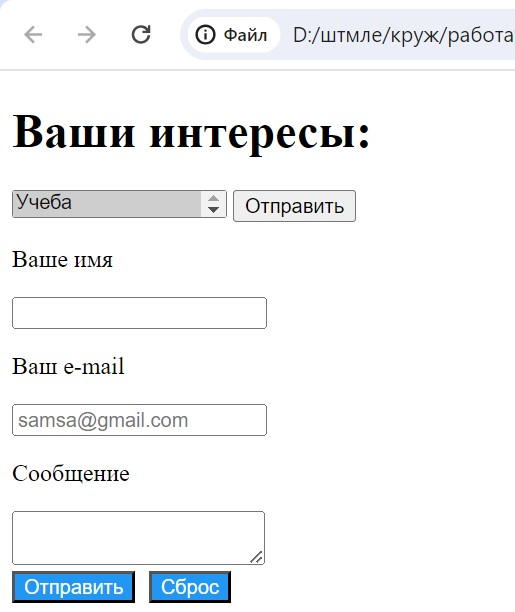 Файл D:/штмле/круж/работа
Ваши интересы:
Учеба Отправить
Ваше имя
Ваш e-mail
samsa@gmail.com
Сообщение
Отправить Сброс